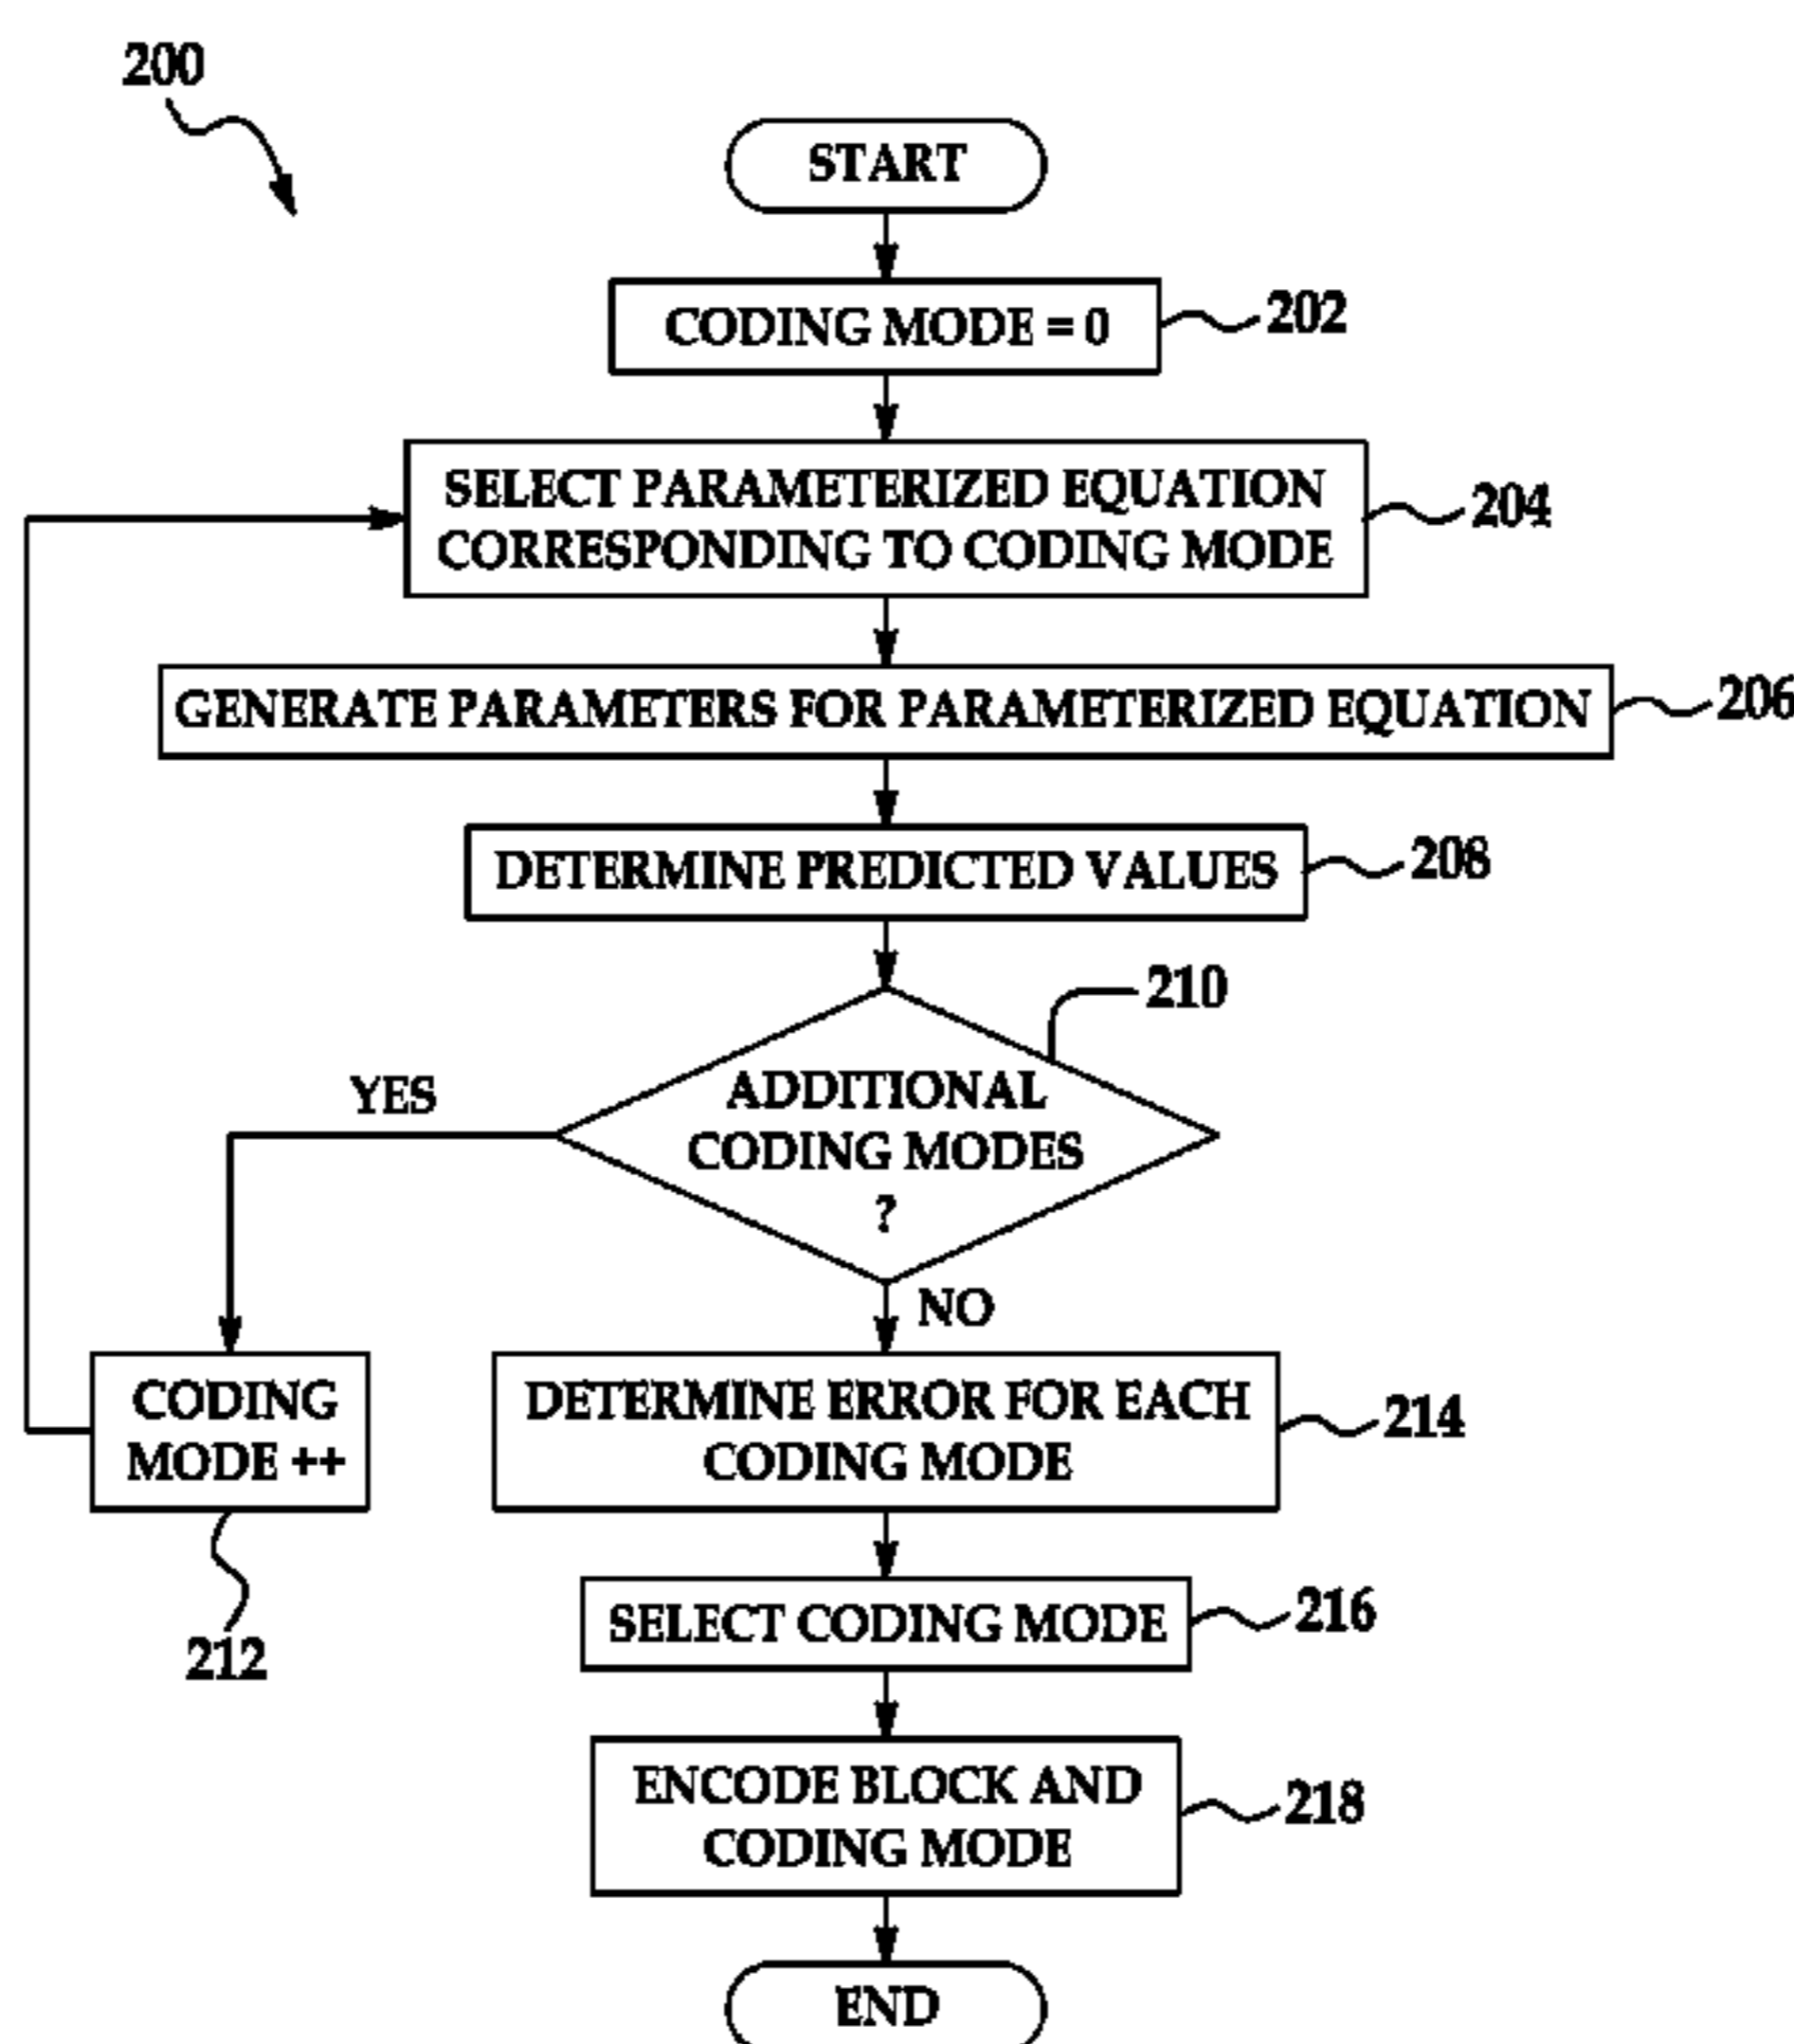 200
START
CODING MODE = 0
202
SELECT PARAMETERIZED EQUATION
CORRESPONDING TO CODING MODE
204
GENERATE PARAMETERS FOR PARAMETERIZED EQUATION
206
DETERMINE PREDICTED VALUES
208
210
ADDITIONAL
CODING MODES
?
YES
NO
CODING
MODE ++
212
DETERMINE ERROR FOR EACH
CODING MODE
214
SELECT CODING MODE
216
ENCODE BLOCK AND
CODING MODE
218
END